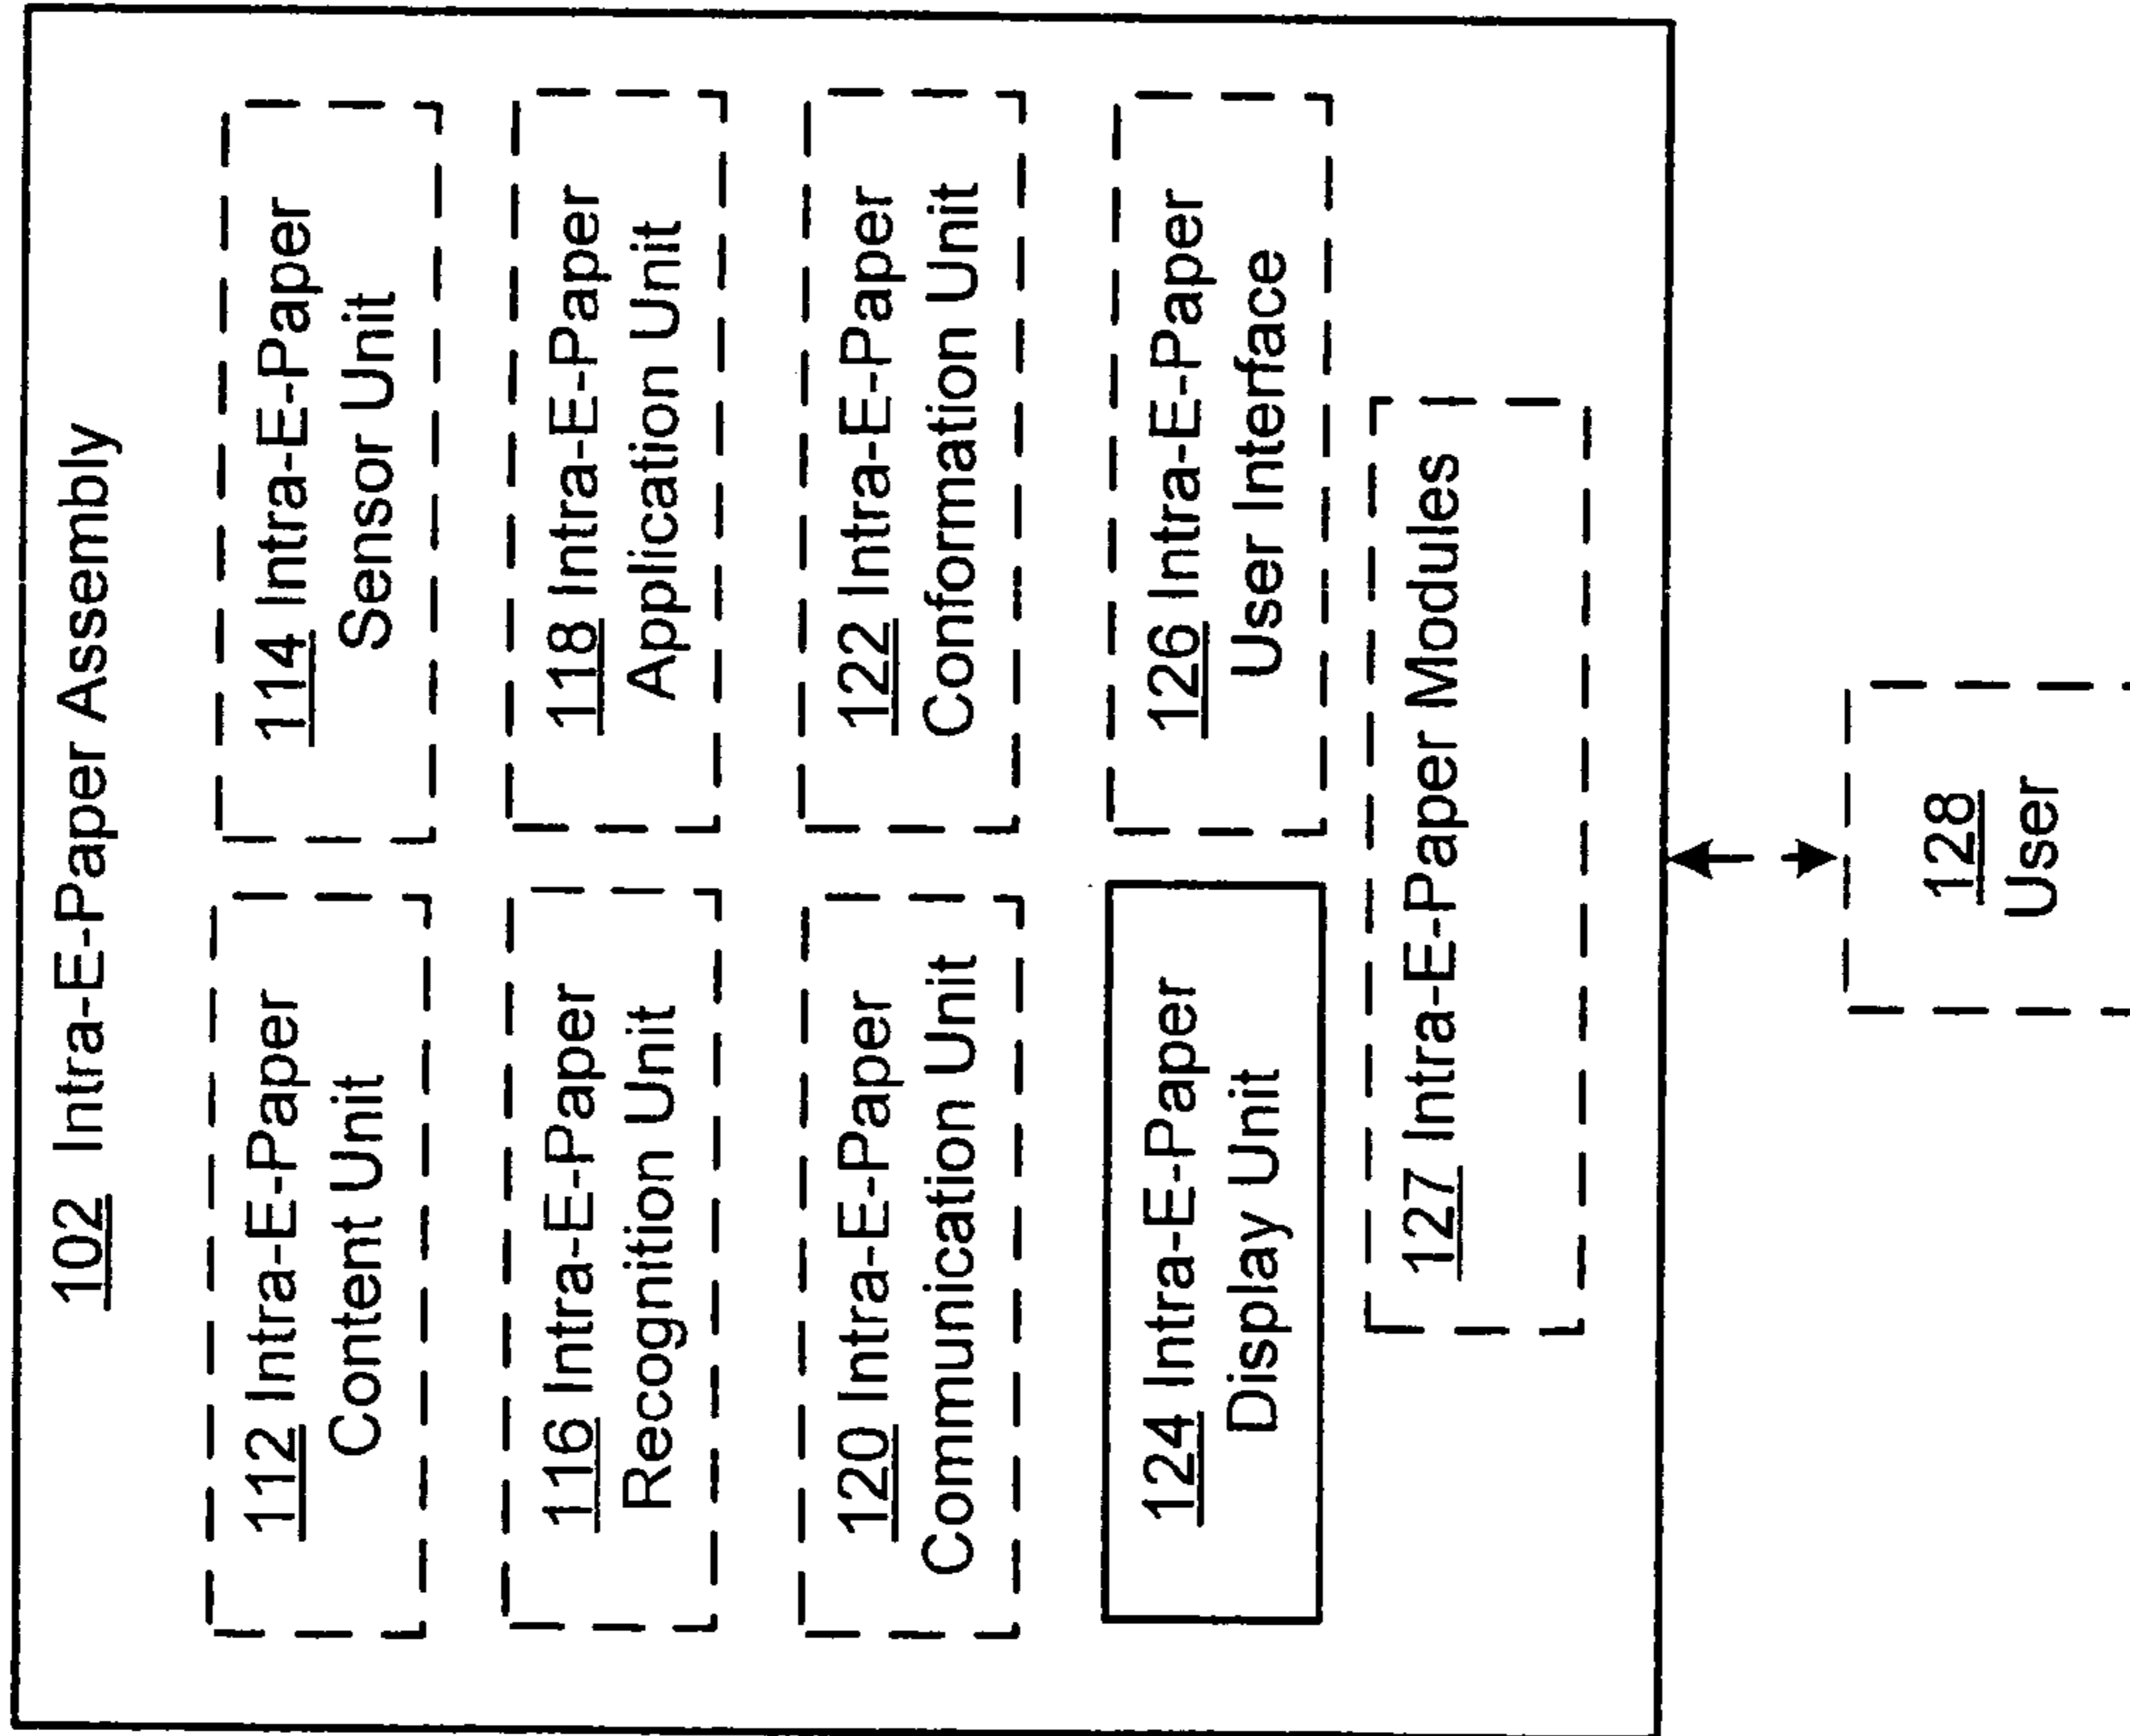 102 Intra-E-Paper Assembly
112 Intra-E-Paper
Content Unit
114 Intra-E-Paper
Sensor Unit
116 Intra-E-Paper
Recognition Unit
118 Intra-E-Paper
Application Unit
120 Intra-E-Paper
Communication Unit
122 Intra-E-Paper
Conformation Unit
124 Intra-E-Paper
Display Unit
126 Intra-E-Paper
User Interface
127 Intra-E-Paper Modules
128
User